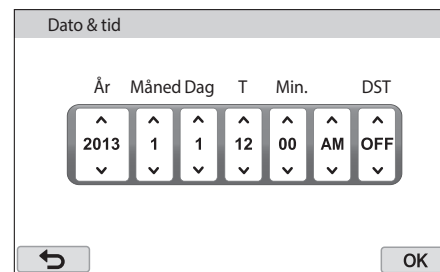 Dato & tid
År Måned Dag T Min. DST
2013 1 1 12 00 AM OFF
OK